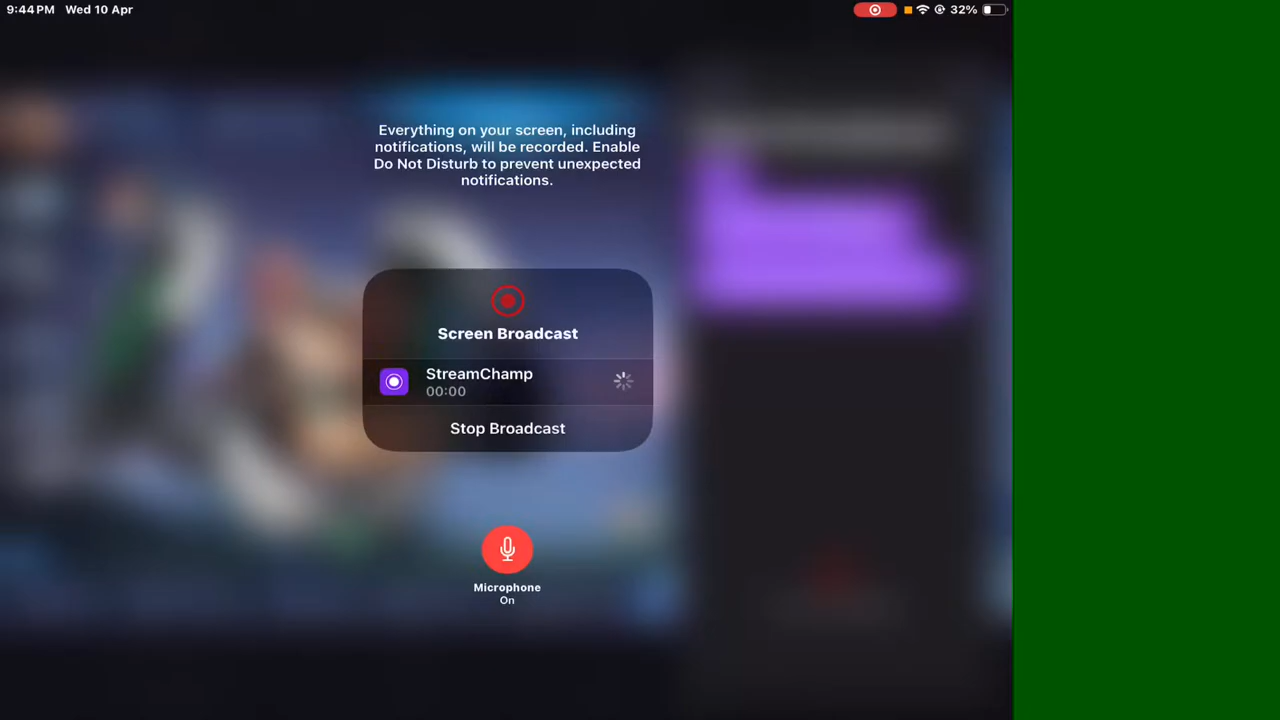 9:44 PM Wed 10 Apr
32%
Everything on your screen, including
notifications, will be recorded. Enable
Do Not Disturb to prevent unexpected
notifications.
Screen Broadcast
StreamChamp
00:00
Stop Broadcast
Microphone
On